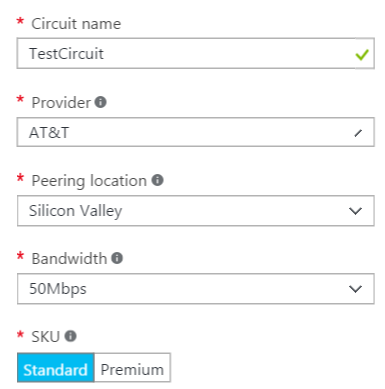 * Circuit name
TestCircuit
* Provider
AT&T
* Peering location
Silicon Valley
* Bandwidth
50Mbps
* SKU
Standard Premium